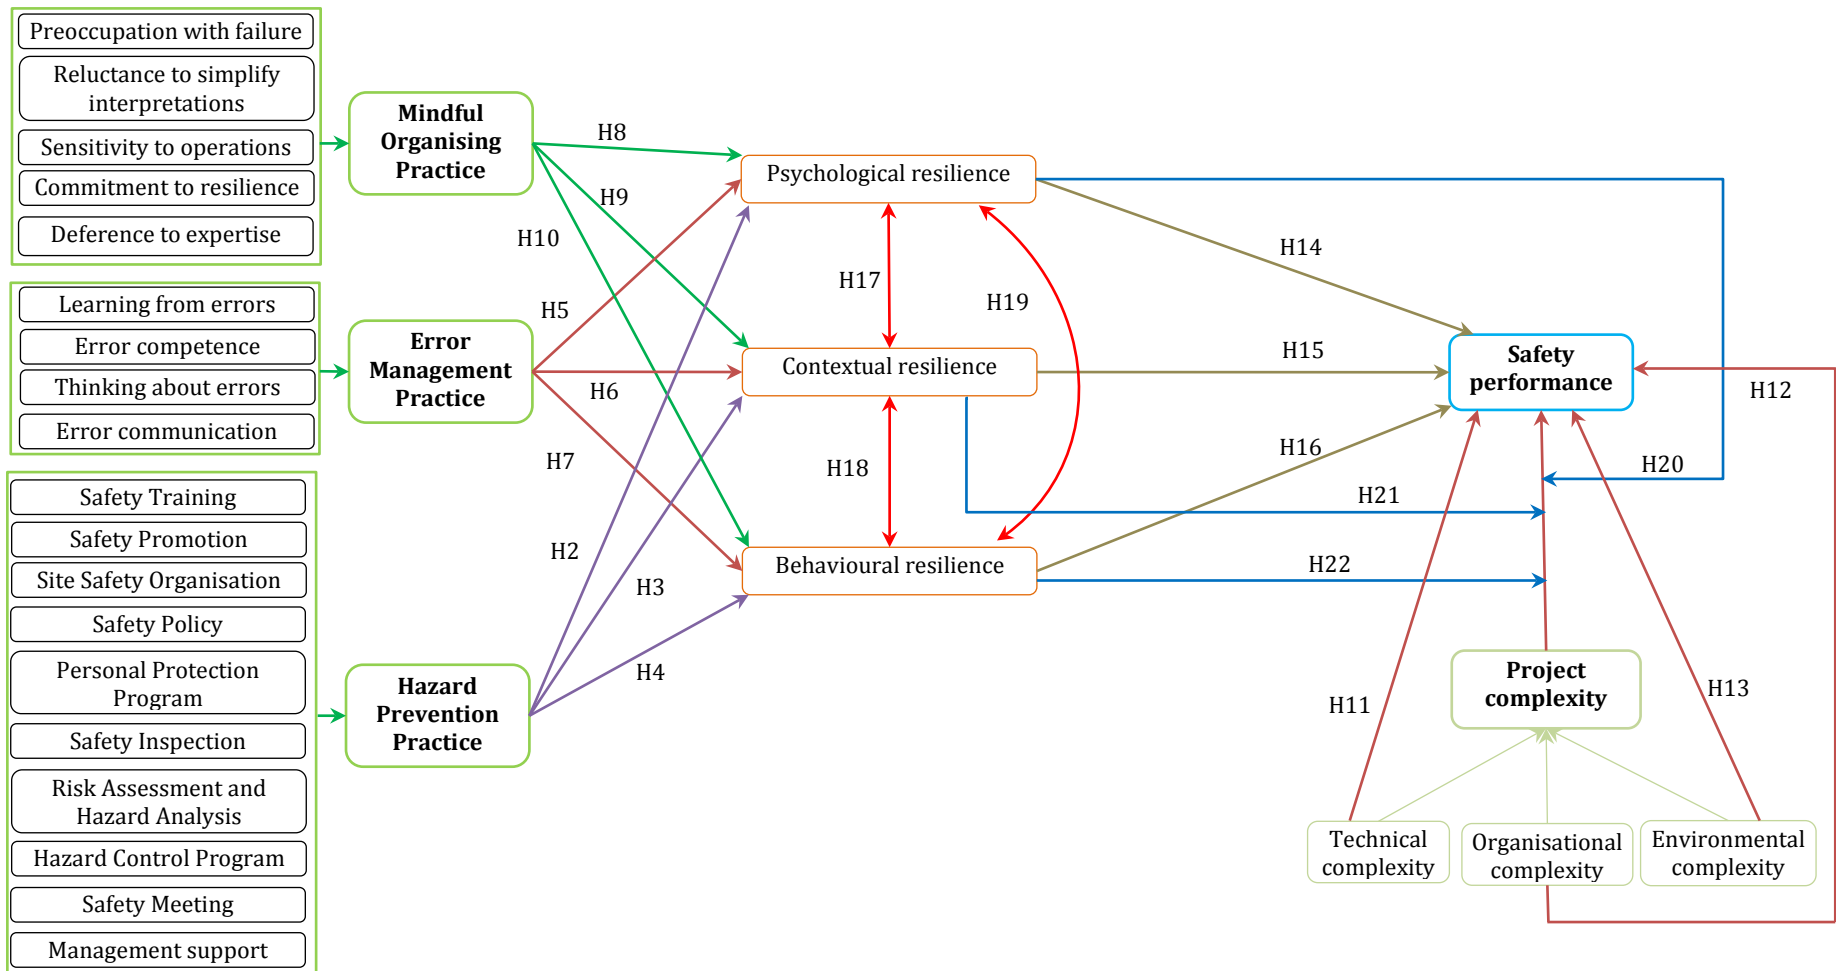 Preoccupation with failure
Reluctance to simplify
interpretations
Sensitivity to operations
Commitment to resilience
Deference to expertise
Learning from errors
Error competence
Thinking about errors
Error communication
Safety Training
Safety Promotion
Site Safety Organisation
Safety Policy
Personal Protection
Program
Safety Inspection
Risk Assessment and
Hazard Analysis
Hazard Control Program
Safety Meeting
Management support
Mindful
Organising
Practice
Error
Management
Practice
Hazard
Prevention
Practice
H8
H9
H10
H5
H6
H7
H2
H3
H4
Psychological resilience
Contextual resilience
Behavioural resilience
H17
H18
H19
H14
H15
H16
H20
H21
H22
Safety
performance
H12
H11
H13
Project
complexity
Technical
complexity
Organisational
complexity
Environmental
complexity